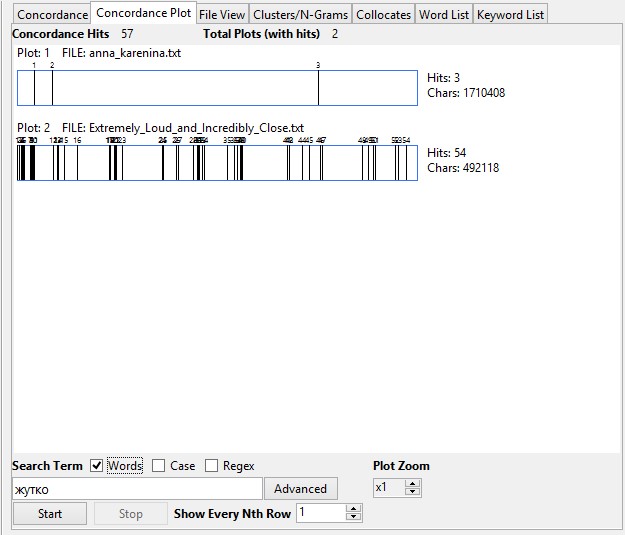 Concordance Concordance Plot File View Clusters/N-Grams Collocates Word List Keyword List
Concordance Hits 57 Total Plots (with hits) 2
Plot: 1 FILE: anna_karenina.txt
1 2 3
Hits: 3
Chars: 1710408
Plot: 2 FILE: Extremely_Loud_and_Incredibly_Close.txt
16
Hits: 54
Chars: 492118
Search Term Words Case Regex Plot Zoom
жутко Advanced x1
Start Stop Show Every Nth Row 1